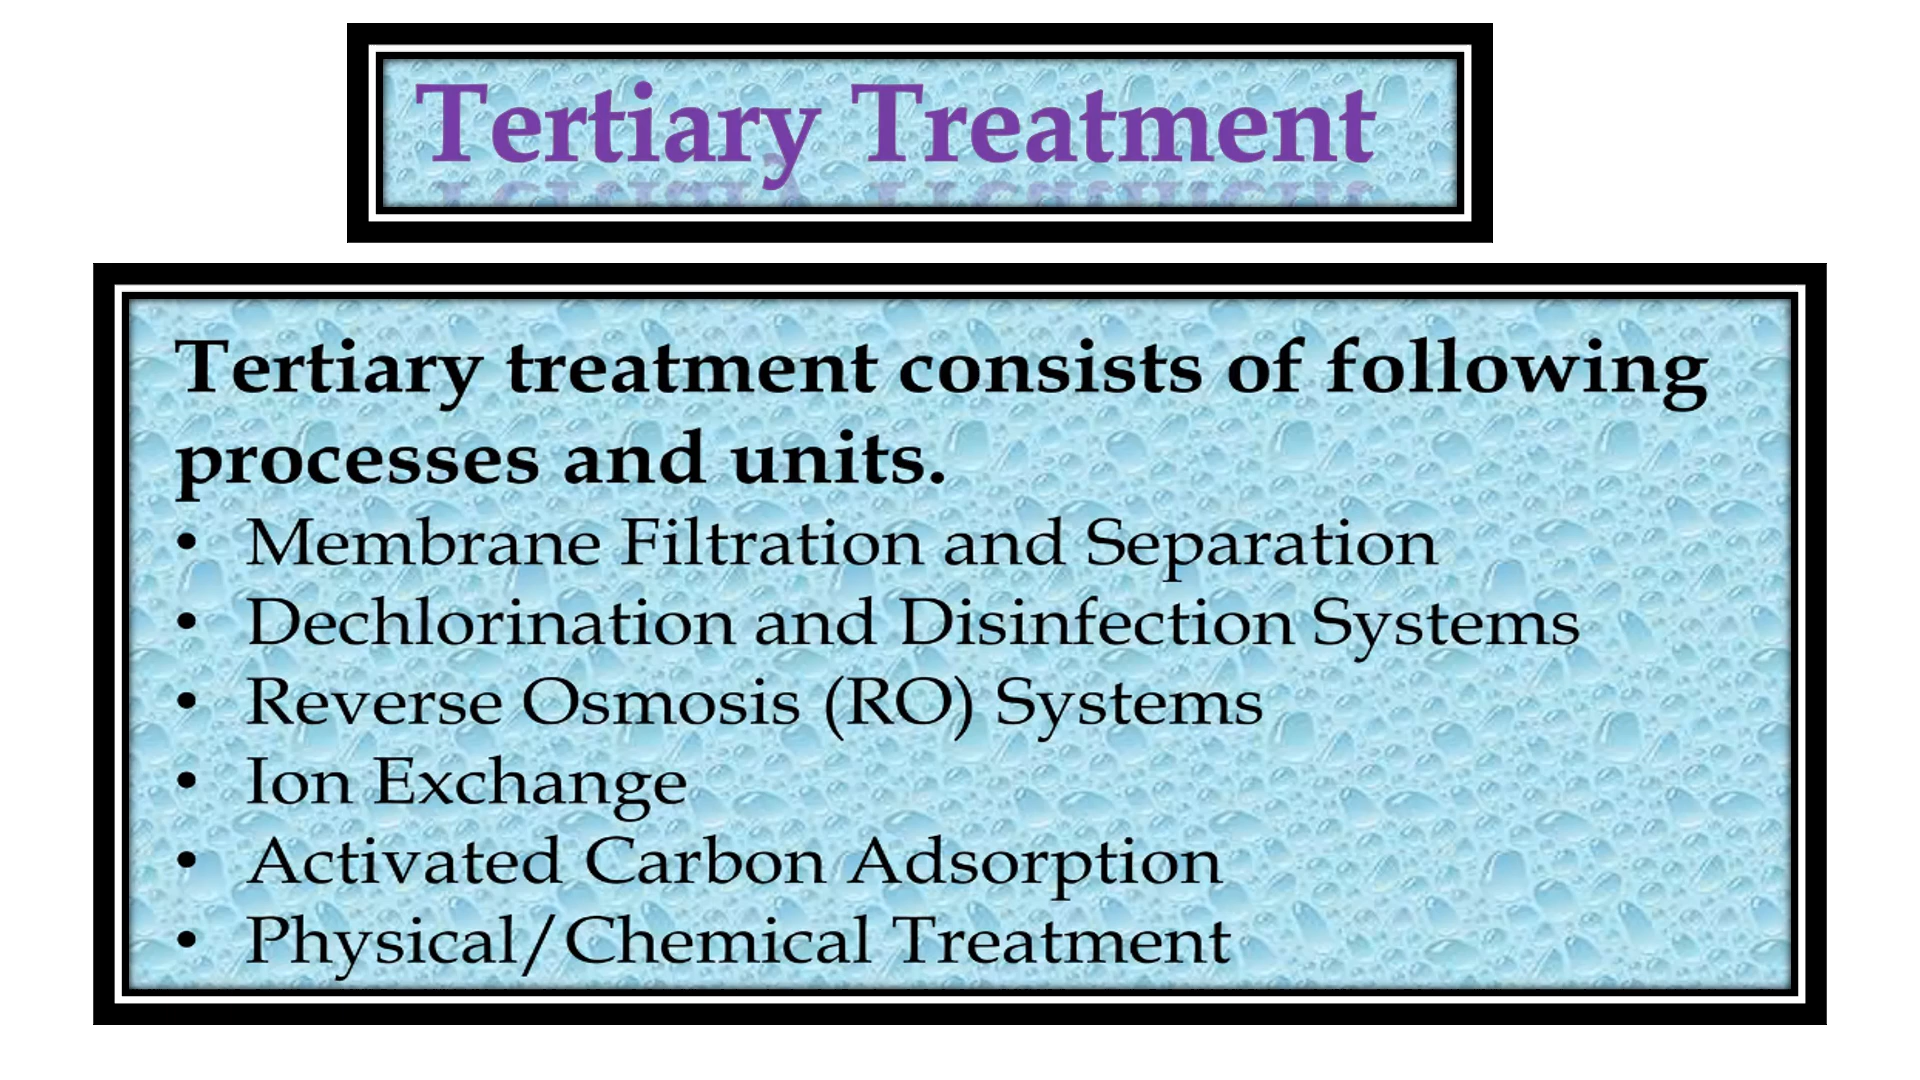 Tertiary Treatment
Tertiary treatment consists of following
processes and units.
• Membrane Filtration and Separation
• Dechlorination and Disinfection Systems
• Reverse Osmosis (RO) Systems
• Ion Exchange
• Activated Carbon Adsorption
• Physical/Chemical Treatment